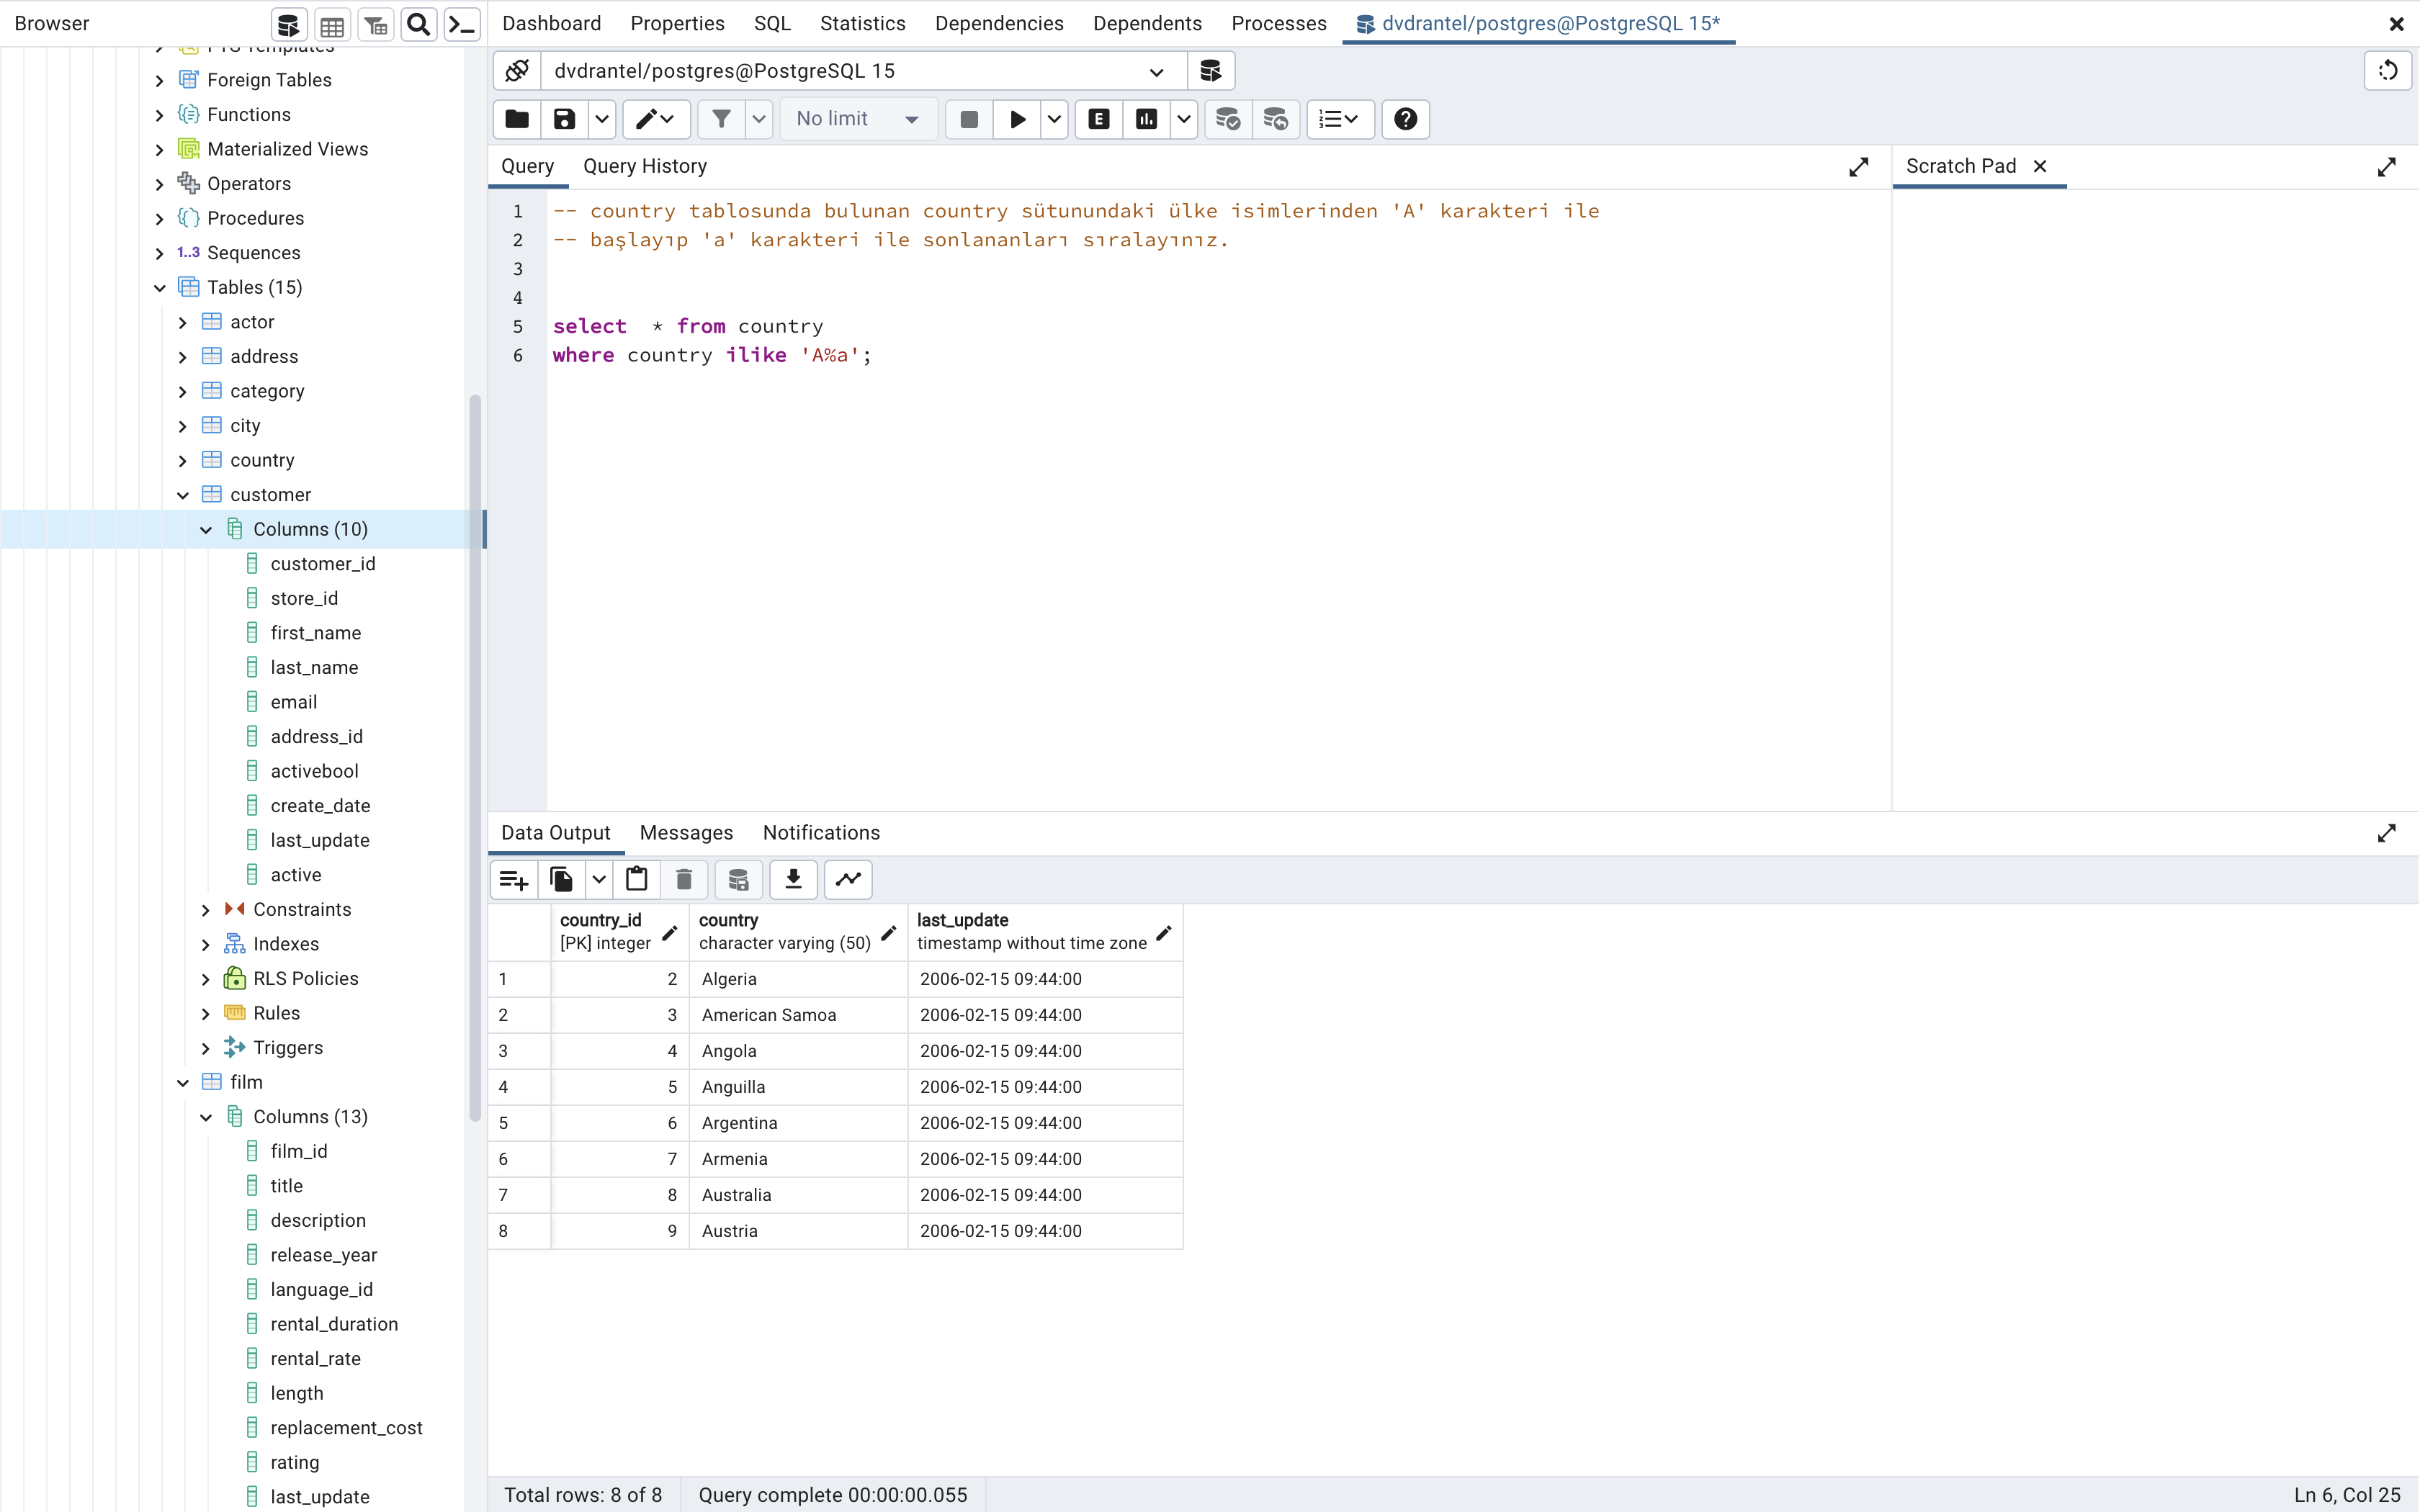 Browser
Dashboard Properties SQL Statistics Dependencies Dependents Processes dvdrantel/postgres@PostgreSQL 15*
FTS Templates
Foreign Tables
Functions
Materialized Views
Operators
Procedures
1..3 Sequences
Tables (15)
actor
address
category
city
country
customer
Columns (10)
customer_id
store_id
first_name
last_name
email
address_id
activebool
create_date
last_update
active
Constraints
Indexes
RLS Policies
Rules
Triggers
film
Columns (13)
film_id
title
description
release_year
language_id
rental_duration
rental_rate
length
replacement_cost
rating
last_update
dvdrantel/postgres@PostgreSQL 15
No limit
E
Query Query History
Scratch Pad
1 -- country tablosunda bulunan country sütunundaki ülke isimlerinden 'A' karakteri ile
2 -- başlayıp 'a' karakteri ile sonlananları sıralayınız.
3
4
5 select  * from country
6 where country ilike 'A%a';
Data Output Messages Notifications
country_id country last_update
[PK] integer character varying (50) timestamp without time zone
1 2 Algeria 2006-02-15 09:44:00
2 3 American Samoa 2006-02-15 09:44:00
3 4 Angola 2006-02-15 09:44:00
4 5 Anguilla 2006-02-15 09:44:00
5 6 Argentina 2006-02-15 09:44:00
6 7 Armenia 2006-02-15 09:44:00
7 8 Australia 2006-02-15 09:44:00
8 9 Austria 2006-02-15 09:44:00
Total rows: 8 of 8 Query complete 00:00:00.055 Ln 6, Col 25